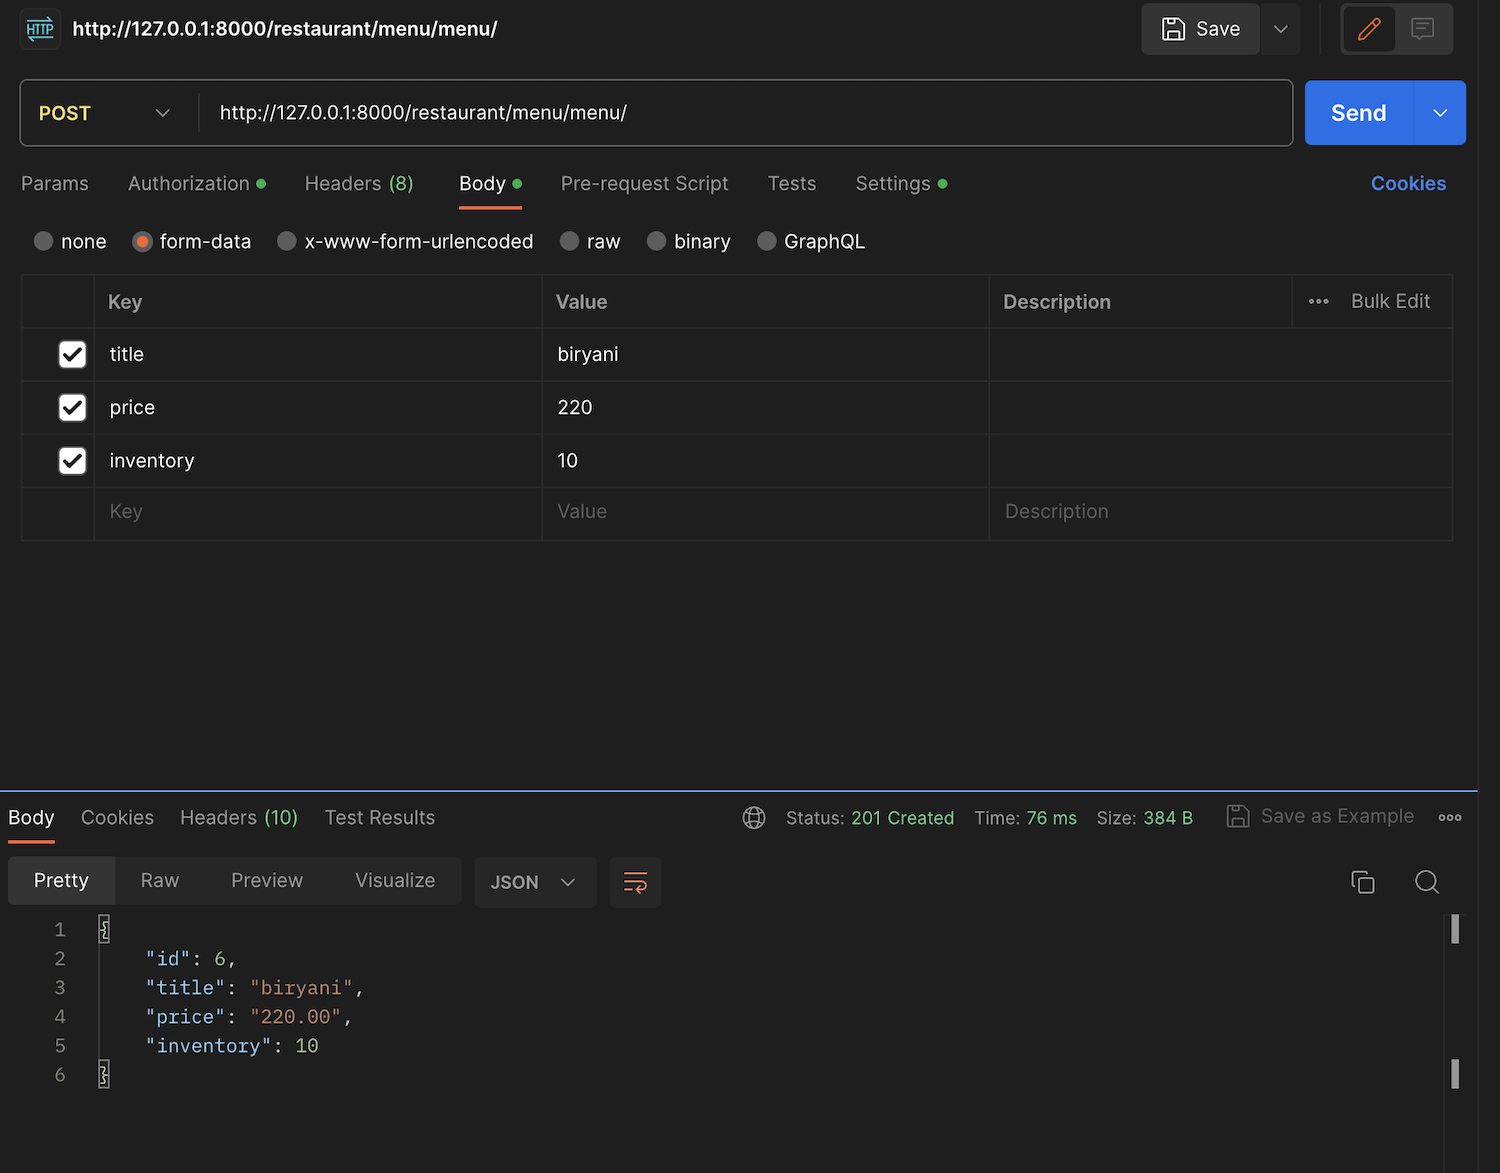 HTTP http://127.0.0.1:8000/restaurant/menu/menu/ Save
POST http://127.0.0.1:8000/restaurant/menu/menu/ Send
Params Authorization Headers (8) Body Pre-request Script Tests Settings Cookies
none form-data x-www-form-urlencoded raw binary GraphQL
Key Value Description Bulk Edit
title biryani
price 220
inventory 10
Key Value Description
Body Cookies Headers (10) Test Results Status: 201 Created Time: 76 ms Size: 384 B Save as Example
Pretty Raw Preview Visualize JSON
1 {
2 "id": 6,
3 "title": "biryani",
4 "price": "220.00",
5 "inventory": 10
6 }